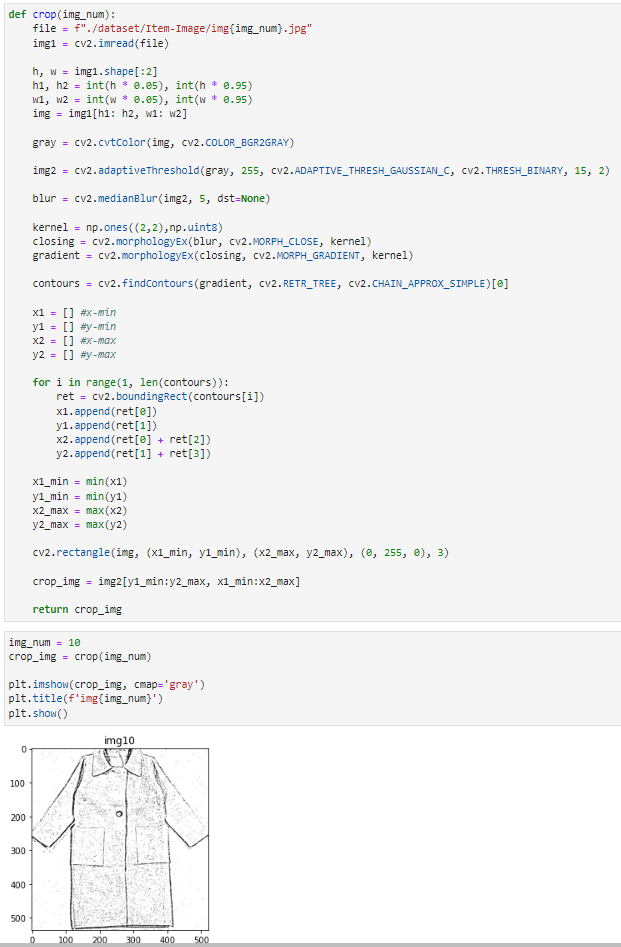 def crop(img_num):
    file = f"./dataset/Item-Image/img{img_num}.jpg"
    img1 = cv2.imread(file)

    h, w = img1.shape[:2]
    h1, h2 = int(h * 0.05), int(h * 0.95)
    w1, w2 = int(w * 0.05), int(w * 0.95)
    img = img1[h1: h2, w1: w2]

    gray = cv2.cvtColor(img, cv2.COLOR_BGR2GRAY)

    img2 = cv2.adaptiveThreshold(gray, 255, cv2.ADAPTIVE_THRESH_GAUSSIAN_C, cv2.THRESH_BINARY, 15, 2)

    blur = cv2.medianBlur(img2, 5, dst=None)

    kernel = np.ones((2,2),np.uint8)
    closing = cv2.morphologyEx(blur, cv2.MORPH_CLOSE, kernel)
    gradient = cv2.morphologyEx(closing, cv2.MORPH_GRADIENT, kernel)

    contours = cv2.findContours(gradient, cv2.RETR_TREE, cv2.CHAIN_APPROX_SIMPLE)[0]

    x1 = [] #x-min
    y1 = [] #y-min
    x2 = [] #x-max
    y2 = [] #y-max

    for i in range(1, len(contours)):
        ret = cv2.boundingRect(contours[i])
        x1.append(ret[0])
        y1.append(ret[1])
        x2.append(ret[0] + ret[2])
        y2.append(ret[1] + ret[3])

    x1_min = min(x1)
    y1_min = min(y1)
    x2_max = max(x2)
    y2_max = max(y2)

    cv2.rectangle(img, (x1_min, y1_min), (x2_max, y2_max), (0, 255, 0), 3)

    crop_img = img2[y1_min:y2_max, x1_min:x2_max]

    return crop_img

img_num = 10
crop_img = crop(img_num)

plt.imshow(crop_img, cmap='gray')
plt.title(f'img{img_num}')
plt.show()

img10
0
100
200
300
400
500
0 100 200 300 400 500